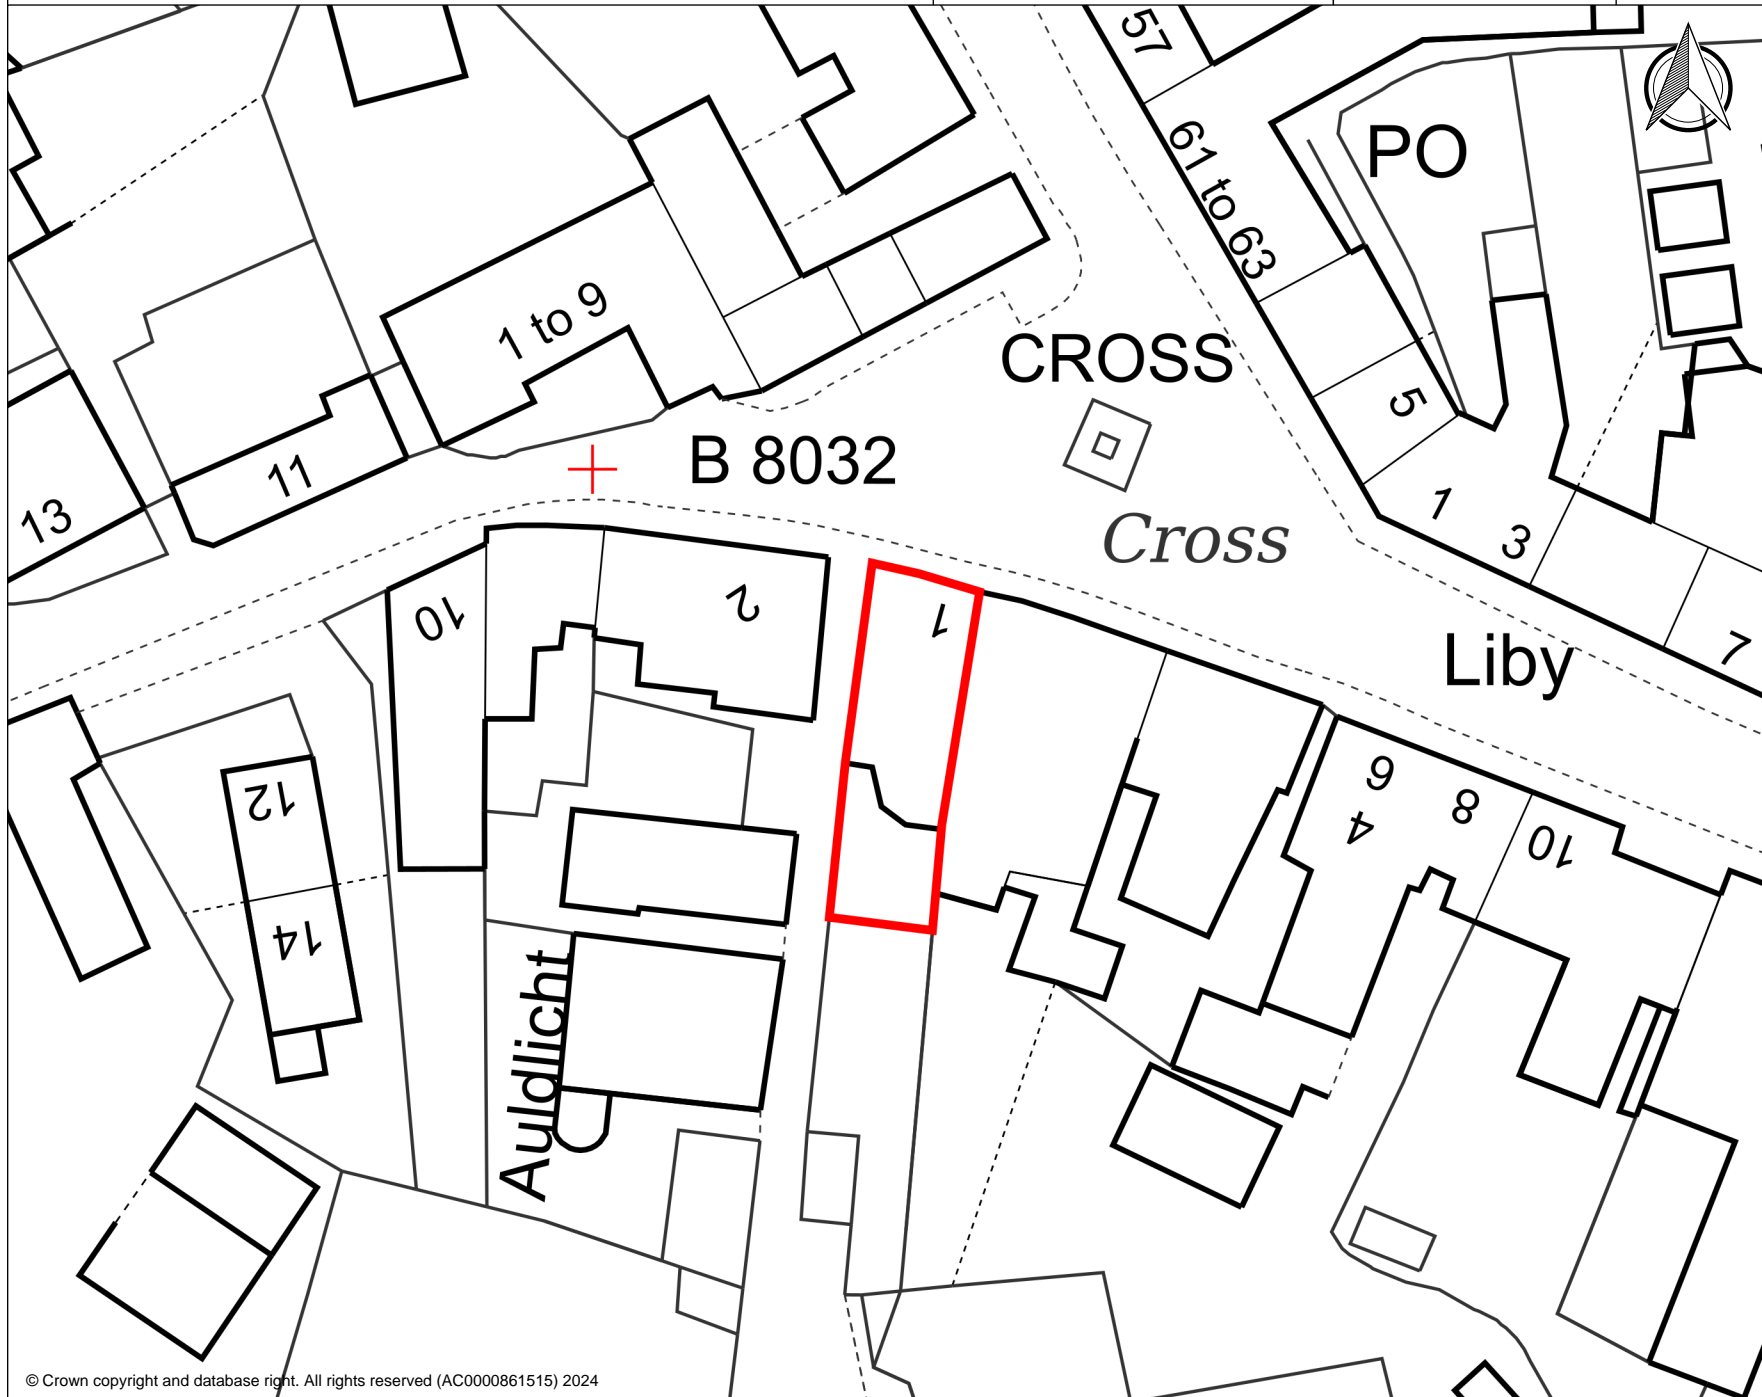 57
61 to 63
PO
1 to 9
CROSS
5
11
B 8032
13
1
Cross
3
10
2
1
Liby
7
12
6
4
8
10
14
Auldlicht
© Crown copyright and database right. All rights reserved (AC0000861515) 2024